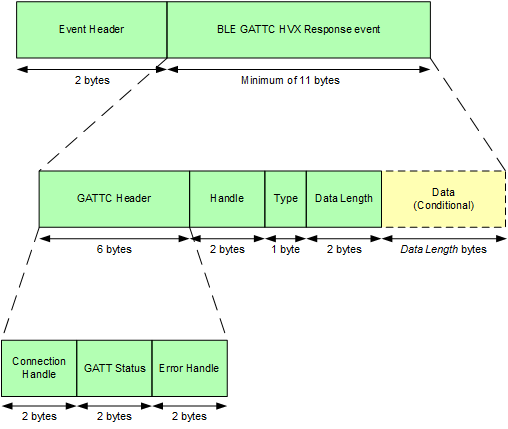 Event Header
BLE GATTC HVX Response event
2 bytes
Minimum of 11 bytes
GATTC Header
Handle
Type
Data Length
Data
(Conditional)
6 bytes
2 bytes
1 byte
2 bytes
Data Length bytes
Connection
Handle
GATT Status
Error Handle
2 bytes
2 bytes
2 bytes